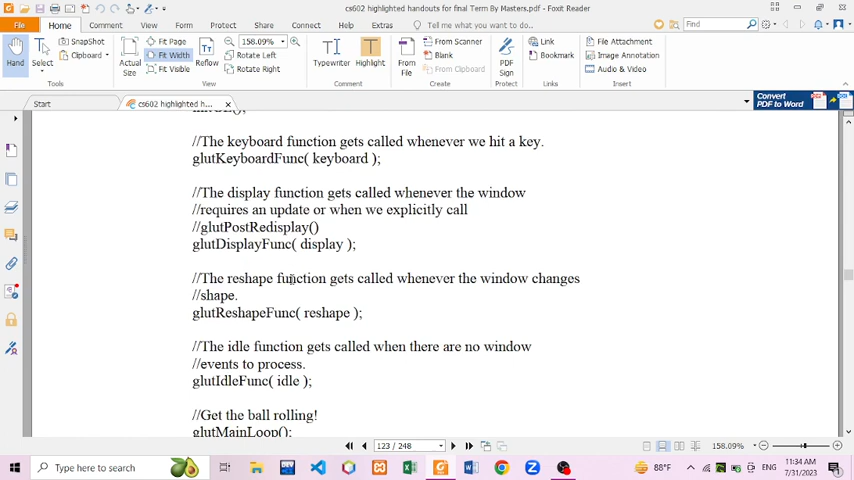 cs602 highlighted handouts for final Term By Masters.pdf - Foxit Reader
File
Home
Comment
View
Form
Protect
Share
Connect
Help
Extras
Tell me what you want to do...
Find
Hand
Select
SnapShot
Clipboard
Actual Size
Fit Page
Fit Width
Fit Visible
Reflow
158.09%
Rotate Left
Rotate Right
Typewriter
Highlight
From File
From Scanner
Blank
From Clipboard
PDF Sign
Link
Bookmark
File Attachment
Image Annotation
Audio & Video
Tools
View
Comment
Create
Protect
Links
Insert
Start
cs602 highlighted h...
Convert
PDF to Word
//The keyboard function gets called whenever we hit a key.
glutKeyboardFunc( keyboard );
//The display function gets called whenever the window
//requires an update or when we explicitly call
//glutPostRedisplay()
glutDisplayFunc( display );
//The reshape function gets called whenever the window changes
//shape.
glutReshapeFunc( reshape );
//The idle function gets called when there are no window
//events to process.
glutIdleFunc( idle );
//Get the ball rolling!
glutMainLoop();
123 / 248
158.09%
Type here to search
88°F
ENG
11:34 AM
7/31/2023